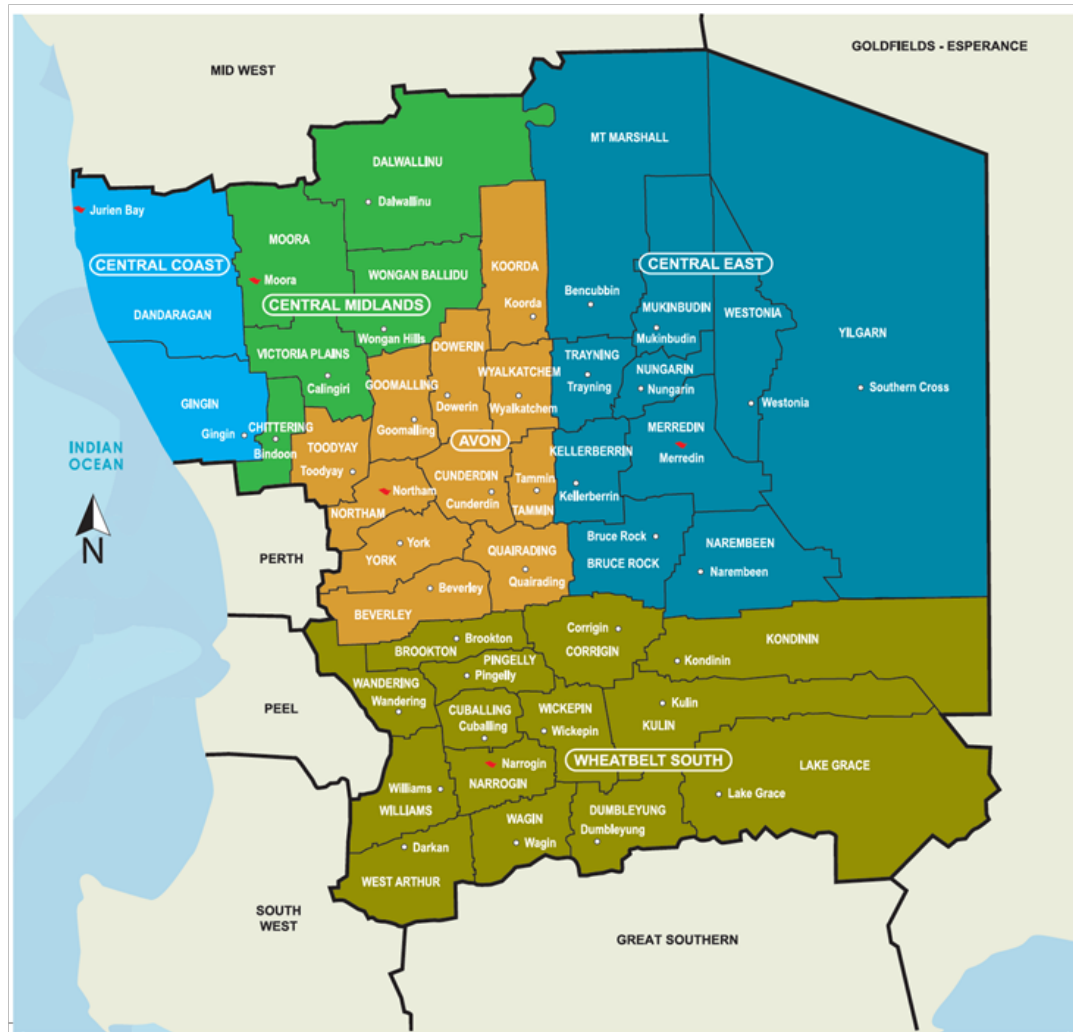 GOLDFIELDS - ESPERANCE
MID WEST
MT MARSHALL
DALWALLINU
Dalwallinu
Jurien Bay
MOORA
CENTRAL COAST
KOORDA
CENTRAL EAST
WONGAN BALLIDU
Moora
Bencubbin
CENTRAL MIDLANDS
Koorda
MUKINBUDIN
WESTONIA
DANDARAGAN
Mukinbudin
YILGARN
Wongan Hills
DOWERIN
VICTORIA PLAINS
TRAYNING
NUNGARIN
WYALKATCHEM
Calingiri
GOOMALLING
Trayning
Nungarin
Southern Cross
Dowerin
Wyalkatchem
GINGIN
Westonia
CHITTERING
Goomalling
MERREDIN
Gingin
AVON
INDIAN
OCEAN
TOODYAY
Bindoon
KELLERBERRIN
Merredin
Toodyay
CUNDERDIN
Tammin
Northam
Cunderdin
Kellerberrin
NORTHAM
TAMMIN
N
York
Bruce Rock
NAREMBEEN
PERTH
YORK
QUAIRADING
BRUCE ROCK
Quairading
Narembeen
Beverley
BEVERLEY
Corrigin
Brookton
KONDININ
BROOKTON
CORRIGIN
PINGELLY
Kondinin
Pingelly
WANDERING
Wandering
PEEL
CUBALLING
WICKEPIN
Kulin
Cuballing
Wickepin
KULIN
WHEATBELT SOUTH
Narrogin
LAKE GRACE
NARROGIN
Williams
Lake Grace
WILLIAMS
DUMBLEYUNG
WAGIN
Dumbleyung
Darkan
Wagin
WEST ARTHUR
SOUTH
WEST
GREAT SOUTHERN